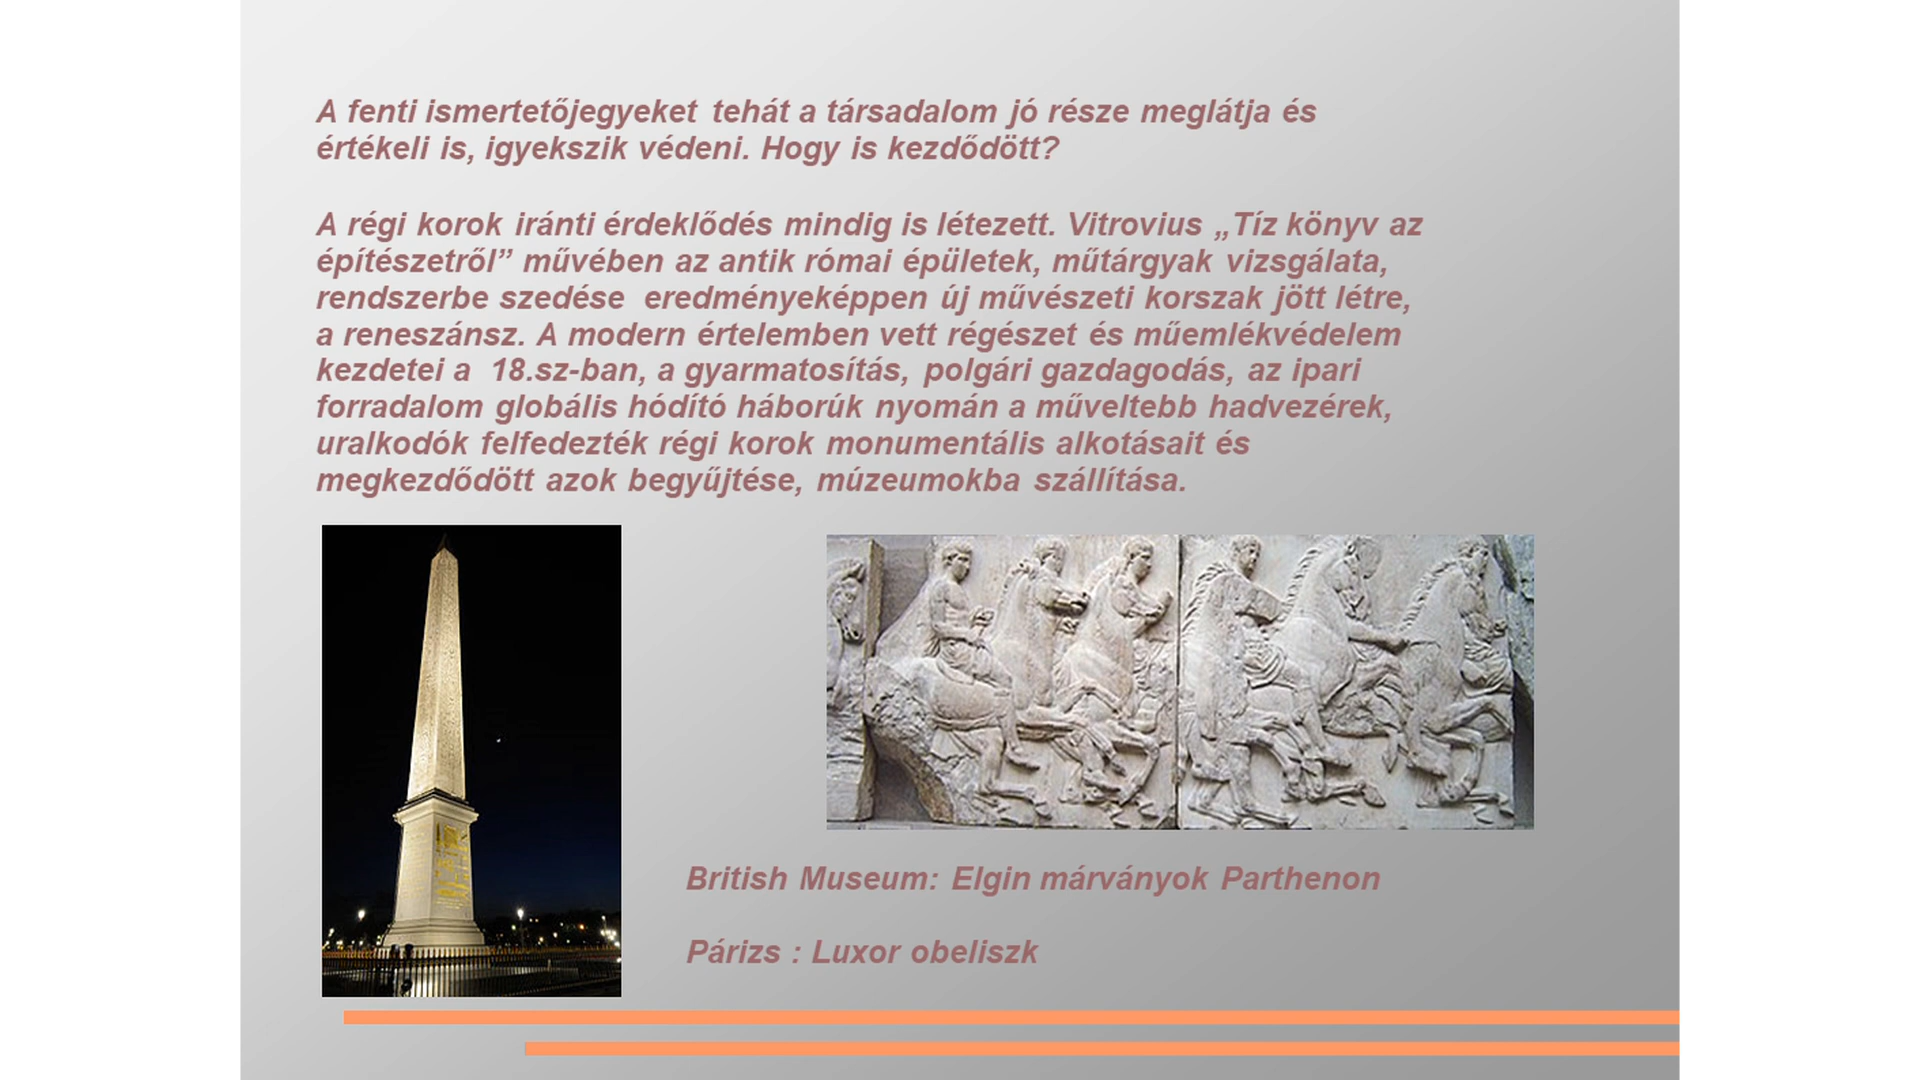 A fenti ismertetőjegyeket tehát a társadalom jó része meglátja és
értékeli is, igyekszik védeni. Hogy is kezdődött?
A régi korok iránti érdeklődés mindig is létezett. Vitrovius „Tíz könyv az
építészetről” művében az antik római épületek, műtárgyak vizsgálata,
rendszerbe szedése eredményeképpen új művészeti korszak jött létre,
a reneszánsz. A modern értelemben vett régészet és műemlékvédelem
kezdetei a 18.sz-ban, a gyarmatosítás, polgári gazdagodás, az ipari
forradalom globális hódító háborúk nyomán a műveltebb hadvezérek,
uralkodók felfedezték régi korok monumentális alkotásait és
megkezdődött azok begyűjtése, múzeumokba szállítása.
British Museum: Elgin márványok Parthenon
Párizs : Luxor obeliszk